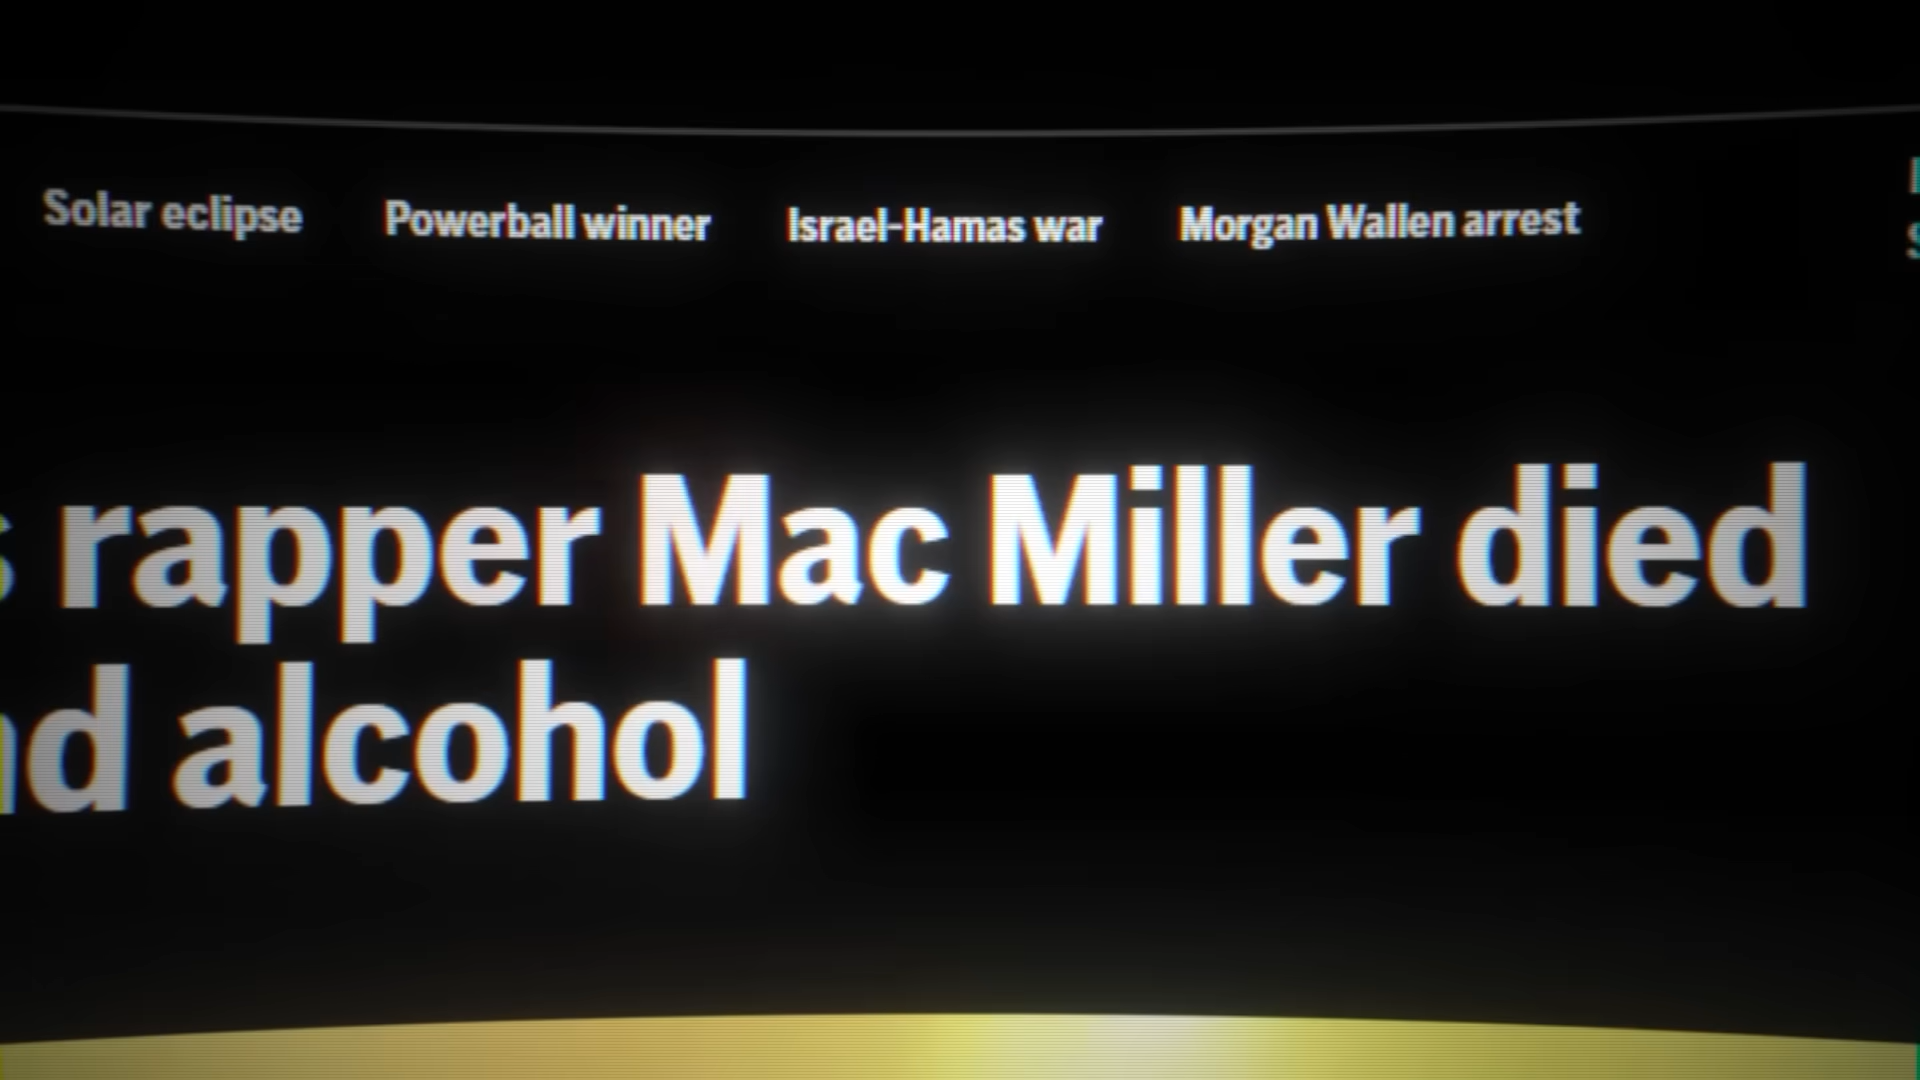 Solar eclipse Powerball winner Israel-Hamas war Morgan Wallen arrest
rapper Mac Miller died
alcohol